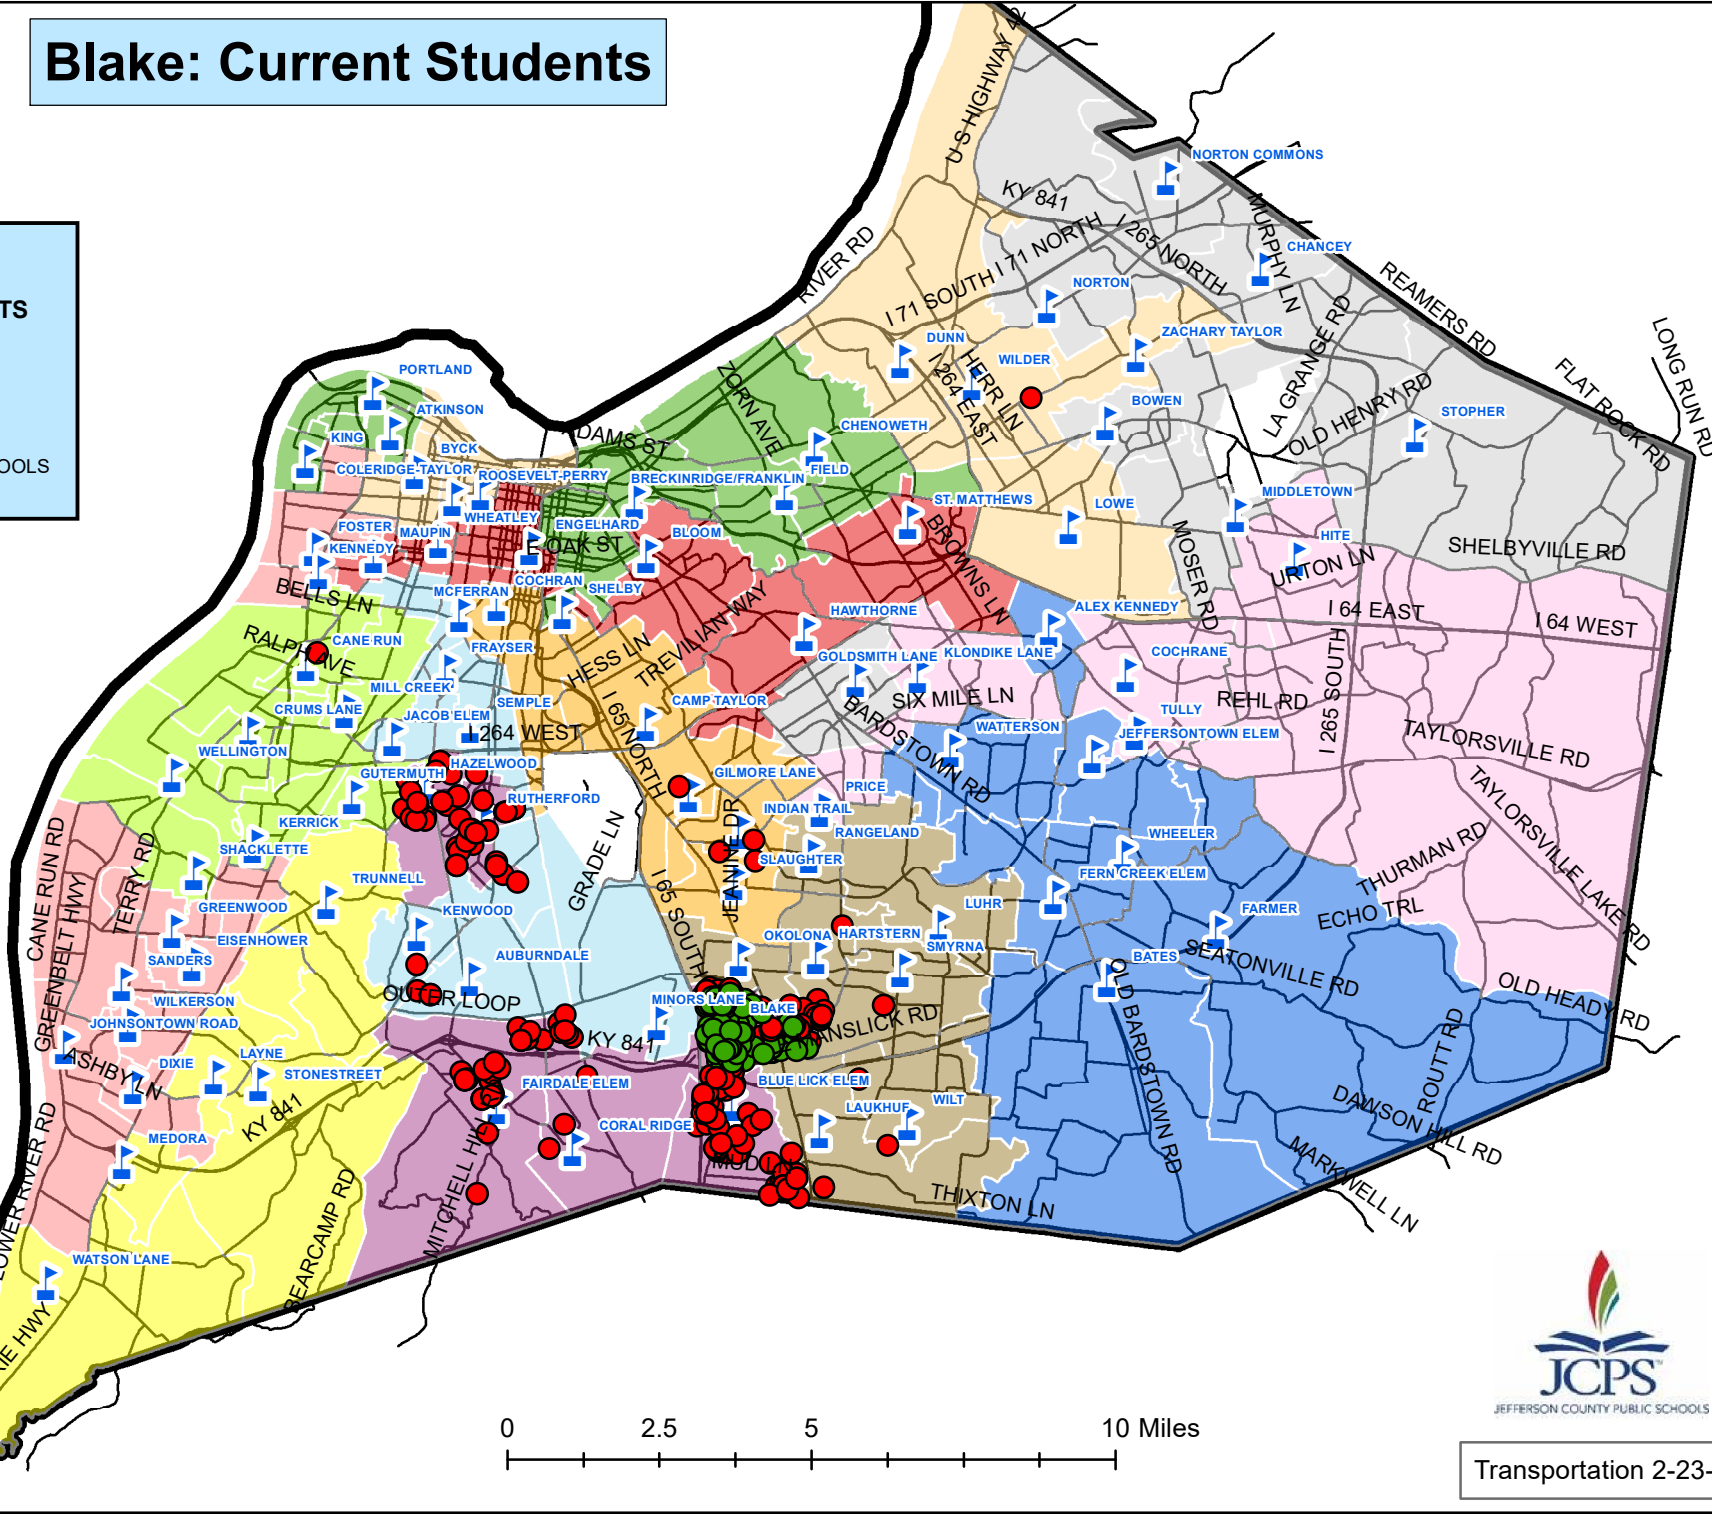 Blake: Current Students
TS
OOLS
U S HIGHWAY 42
NORTON COMMONS
KY 841
MURPHY LN
I 265 NORTH
I 71 NORTH
CHANCEY
RIVER RD
REAMERS RD
I 71 SOUTH
NORTON
LONG RUN RD
ZACHARY TAYLOR
DUNN
LA GRANGE RD
WILDER
HERR LN
I 264 EAST
FLAT ROCK RD
PORTLAND
ZORN AVE
OLD HENRY RD
BOWEN
ATKINSON
STOPHER
CHENOWETH
KING
DAMS ST
BYCK
COLERIDGE-TAYLOR
FIELD
ROOSEVELT-PERRY
BRECKINRIDGE/FRANKLIN
MIDDLETOWN
ST. MATTHEWS
LOWE
WHEATLEY
FOSTER
ENGELHARD
MAUPIN
BLOOM
HITE
KENNEDY
E OAK ST
BROWNS LN
MOSER RD
SHELBYVILLE RD
URTON LN
COCHRAN
BELLS LN
MCFERRAN
SHELBY
HAWTHORNE
ALEX KENNEDY
I 64 EAST
I 64 WEST
CANE RUN
RALPH AVE
FRAYSER
HESS LN
TREVILIAN WAY
GOLDSMITH LANE
KLONDIKE LANE
COCHRANE
MILL CREEK
SEMPLE
CAMP TAYLOR
SIX MILE LN
REHL RD
I 265 SOUTH
CRUMS LANE
JACOB ELEM
I 65 NORTH
BARDSTOWN RD
WATTERSON
TULLY
I 264 WEST
JEFFERSONTOWN ELEM
TAYLORSVILLE RD
WELLINGTON
HAZELWOOD
GUTERMUTH
GILMORE LANE
PRICE
RUTHERFORD
INDIAN TRAIL
TAYLORSVILLE LAKE RD
KERRICK
RANGELAND
WHEELER
CANE RUN RD
SHACKLETTE
GRADE LN
JEANINE DR
SLAUGHTER
THURMAN RD
TERRY RD
TRUNNELL
FERN CREEK ELEM
GREENBELT HWY
GREENWOOD
KENWOOD
I 65 SOUTH
LUHR
FARMER
ECHO TRL
EISENHOWER
OKOLONA
HARTSTERN
SMYRNA
SANDERS
AUBURNDALE
BATES
SEATONVILLE RD
OUTER LOOP
OLD HEADY RD
WILKERSON
MINORS LANE
BLAKE
JOHNSONTOWN ROAD
MANSLICK RD
OLD BARDSTOWN RD
KY 841
ROUTT RD
LAYNE
DIXIE
ASHBY LN
STONESTREET
FAIRDALE ELEM
BLUE LICK ELEM
WILT
LAUKHUF
CORAL RIDGE
DAWSON HILL RD
KY 841
MEDORA
MUD LN
MARKWELL LN
LOWER RIVER RD
BEARCAMP RD
THIXTON LN
WATSON LANE
IE HWY
JCPS
JEFFERSON COUNTY PUBLIC SCHOOLS
0 2.5 5 10 Miles
Transportation 2-23-